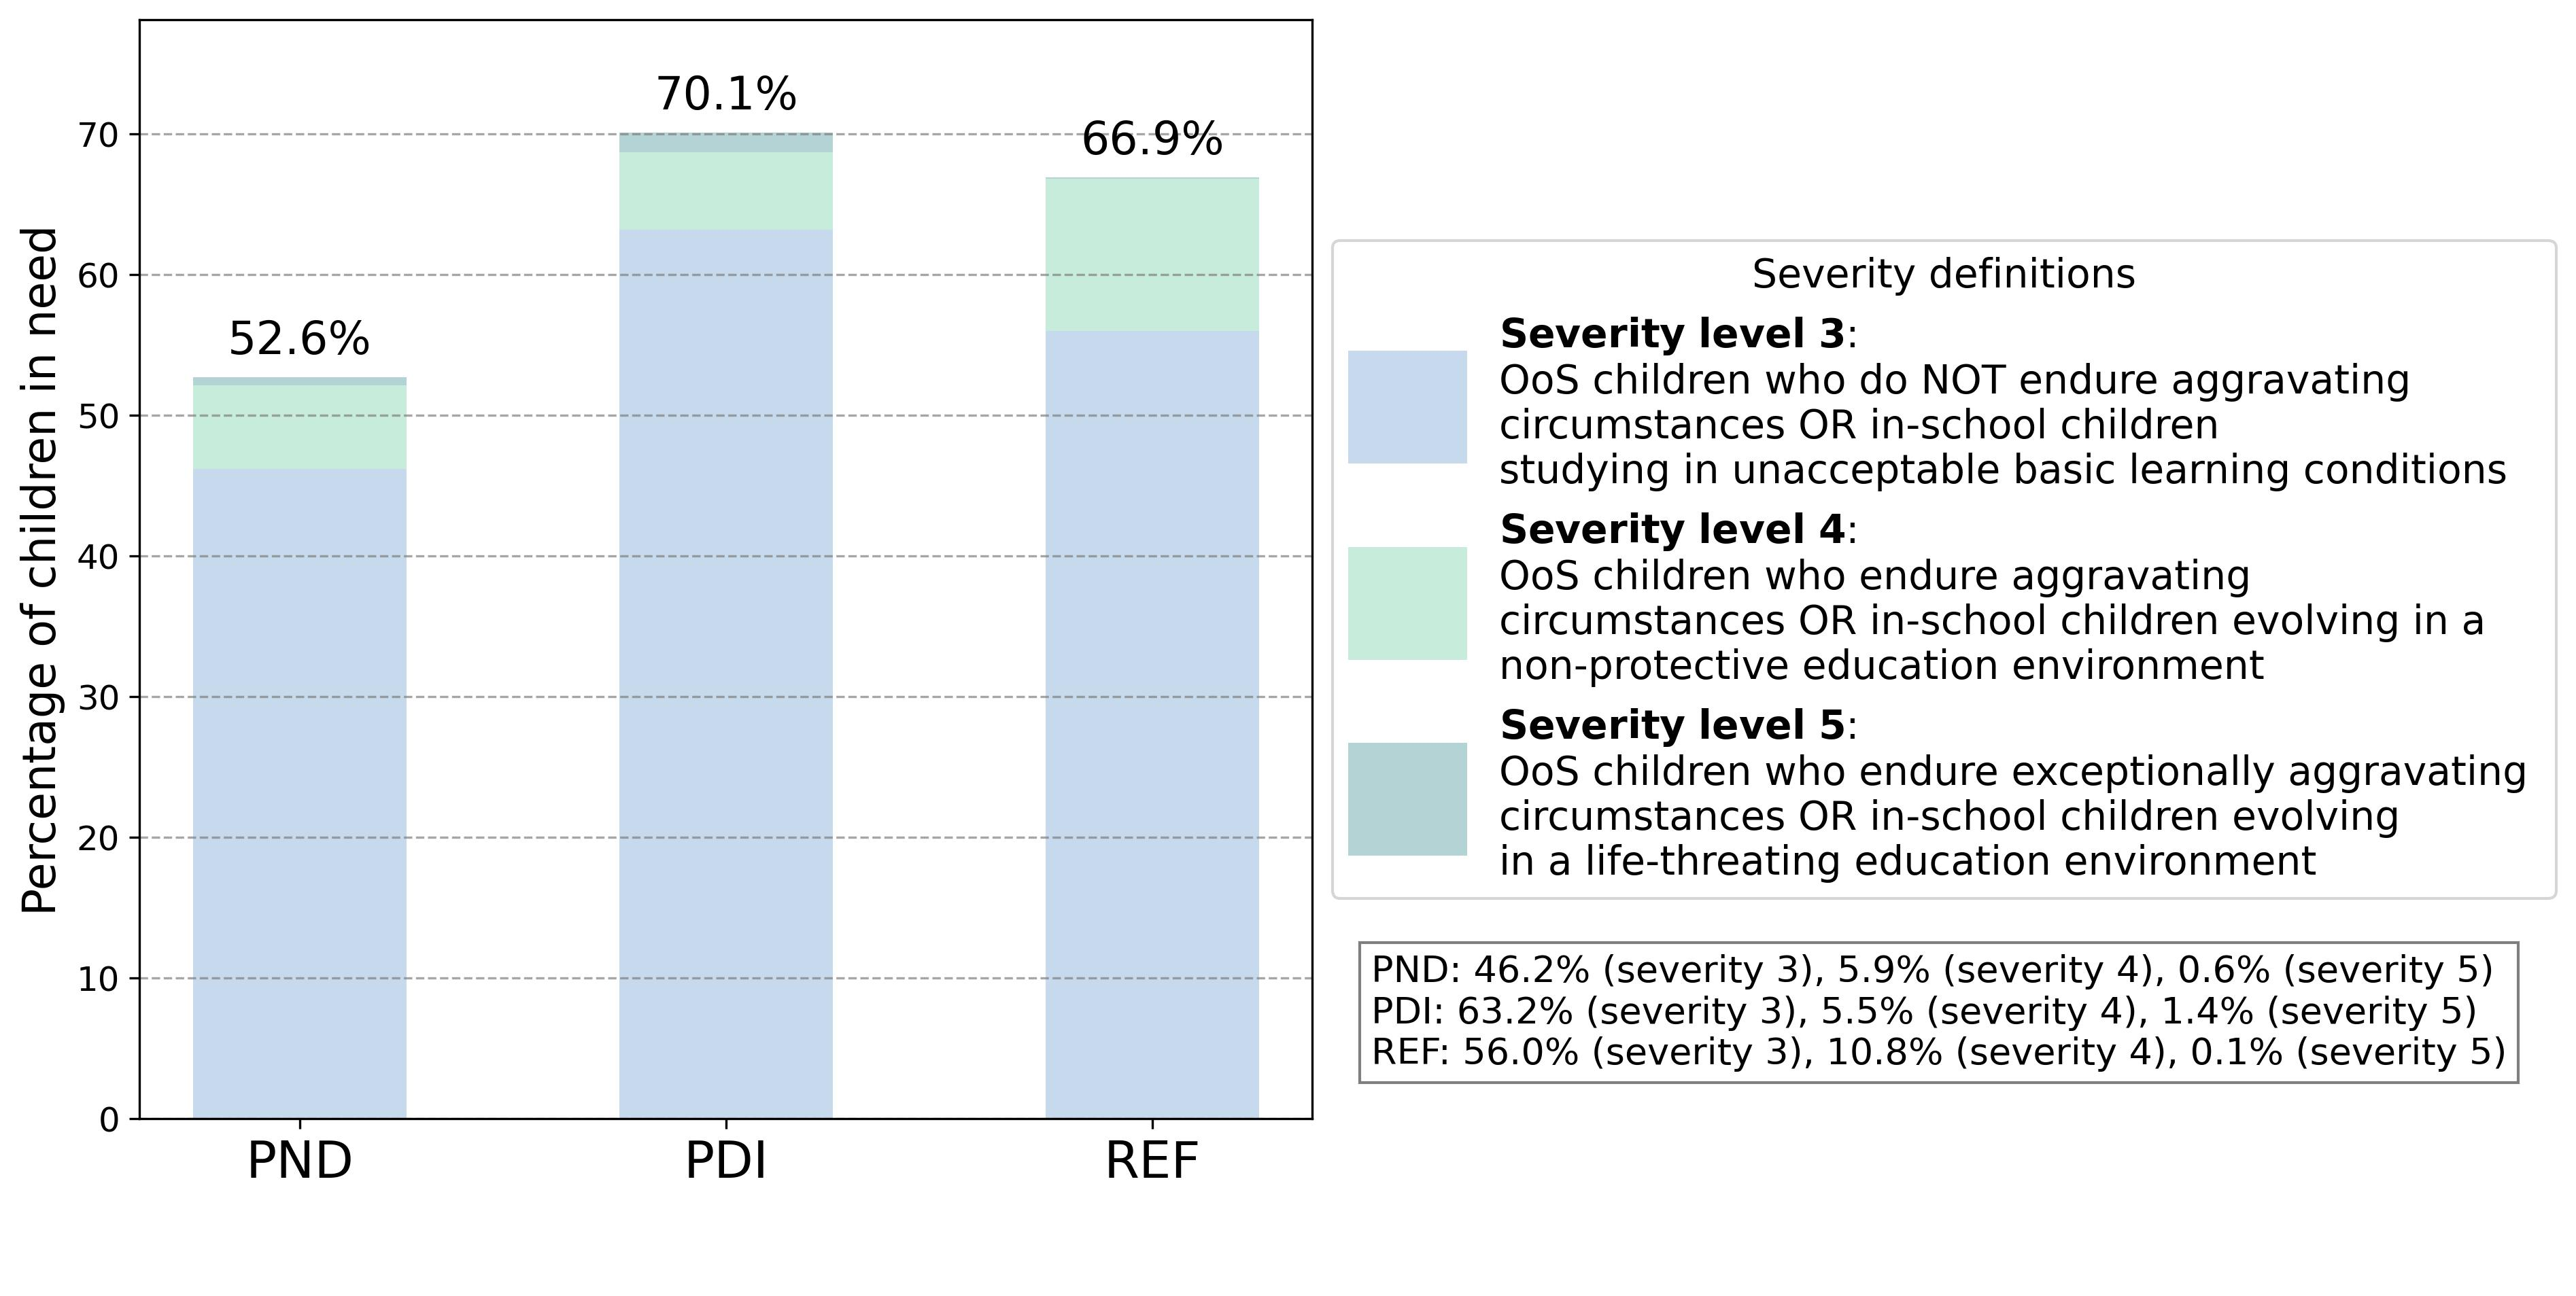 Percentage of children in need
70
60
50
40
30
20
10
0
52.6%
70.1%
66.9%
PND
PDI
REF
Severity definitions
Severity level 3:
OoS children who do NOT endure aggravating
circumstances OR in-school children
studying in unacceptable basic learning conditions
Severity level 4:
OoS children who endure aggravating
circumstances OR in-school children evolving in a
non-protective education environment
Severity level 5:
OoS children who endure exceptionally aggravating
circumstances OR in-school children evolving
in a life-threating education environment
PND: 46.2% (severity 3), 5.9% (severity 4), 0.6% (severity 5)
PDI: 63.2% (severity 3), 5.5% (severity 4), 1.4% (severity 5)
REF: 56.0% (severity 3), 10.8% (severity 4), 0.1% (severity 5)